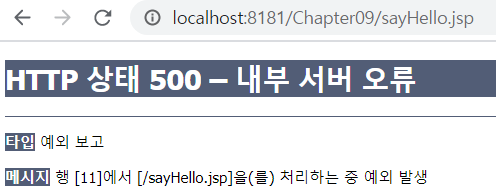 localhost:8181/Chapter09/sayHello.jsp
HTTP 상태 500 – 내부 서버 오류
타입 예외 보고
메시지 행 [11]에서 [/sayHello.jsp]을(를) 처리하는 중 예외 발생